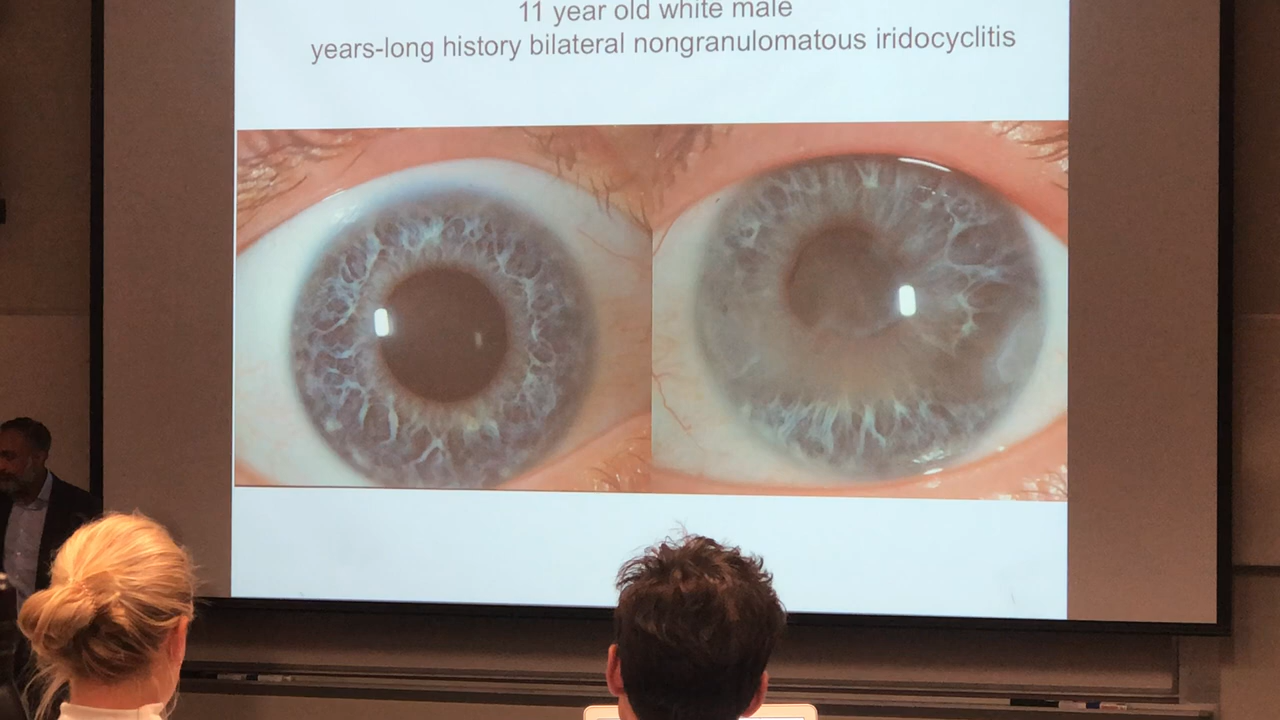 11 year old white male
years-long history bilateral nongranulomatous iridocyclitis